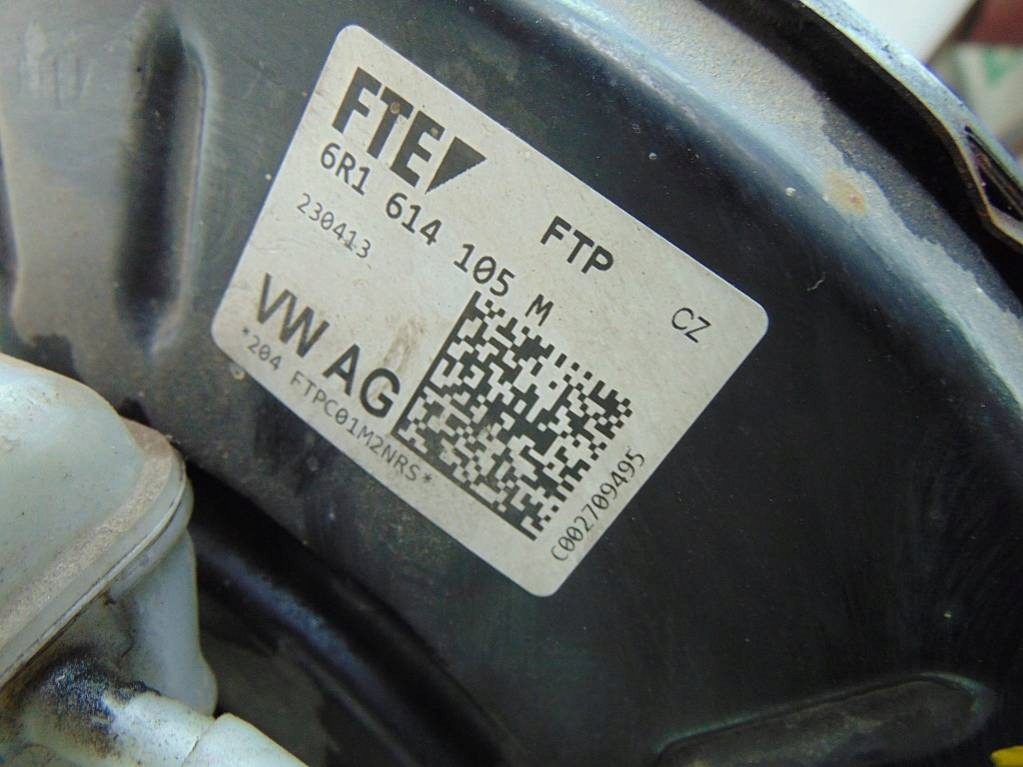 FTE
FTP
CZ
6R1 614 105 M
230413
VW AG
*204 FTPC01M2NRS*
C002709495